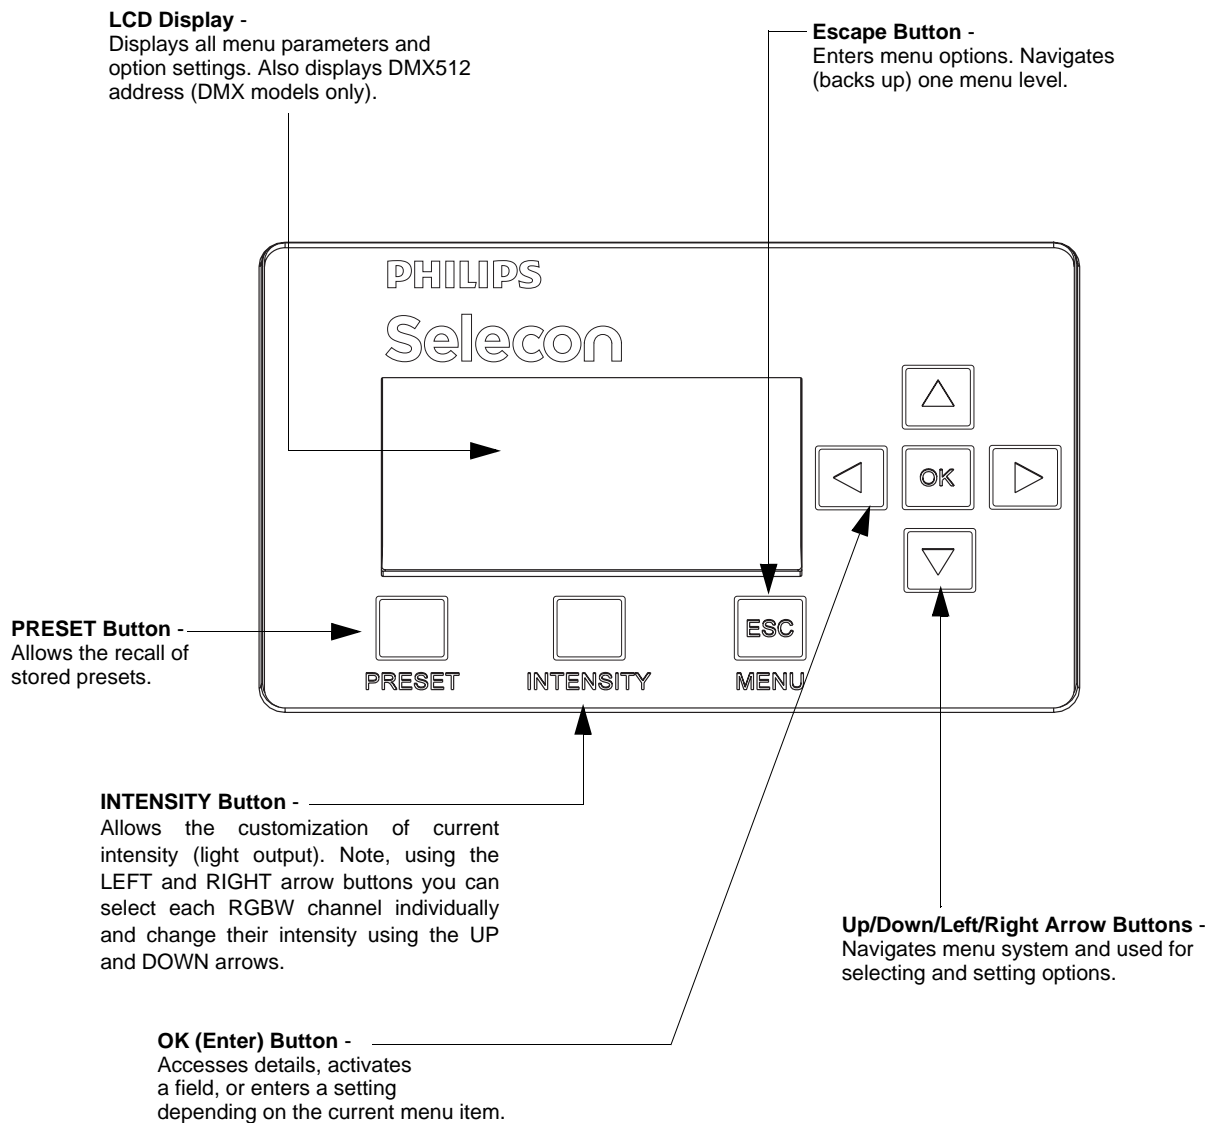 LCD Display -
Displays all menu parameters and
option settings. Also displays DMX512
address (DMX models only).
Escape Button -
Enters menu options. Navigates
(backs up) one menu level.
PHILIPS
Selecon
OK
ESC
PRESET
INTENSITY
MENU
PRESET Button -
Allows the recall of
stored presets.
INTENSITY Button -
Allows the customization of current
intensity (light output). Note, using the
LEFT and RIGHT arrow buttons you can
select each RGBW channel individually
and change their intensity using the UP
and DOWN arrows.
Up/Down/Left/Right Arrow Buttons -
Navigates menu system and used for
selecting and setting options.
OK (Enter) Button -
Accesses details, activates
a field, or enters a setting
depending on the current menu item.